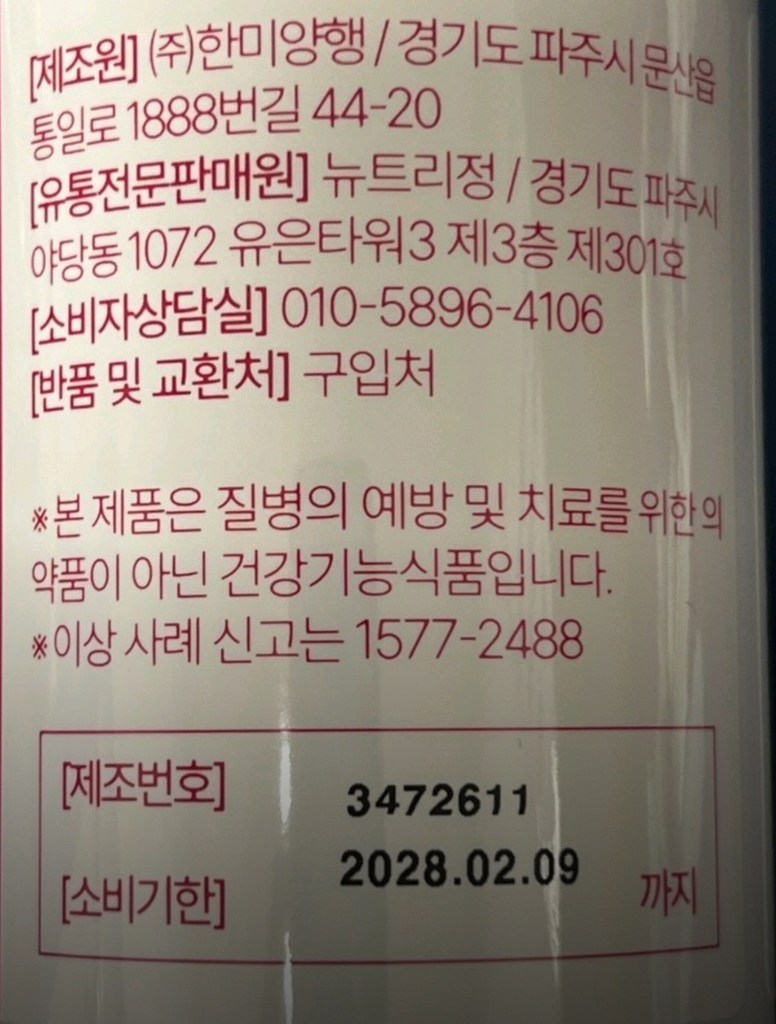 [제조원] (주)한미양행 / 경기도 파주시 문산읍
통일로 1888번길 44-20
[유통전문판매원] 뉴트리정 / 경기도 파주시
야당동 1072 유은타워3 제3층 제301호
[소비자상담실] 010-5896-4106
[반품 및 교환처] 구입처
※본 제품은 질병의 예방 및 치료를 위한 의
약품이 아닌 건강기능식품입니다.
※이상 사례 신고는 1577-2488
[제조번호] 3472611
[소비기한] 2028.02.09 까지